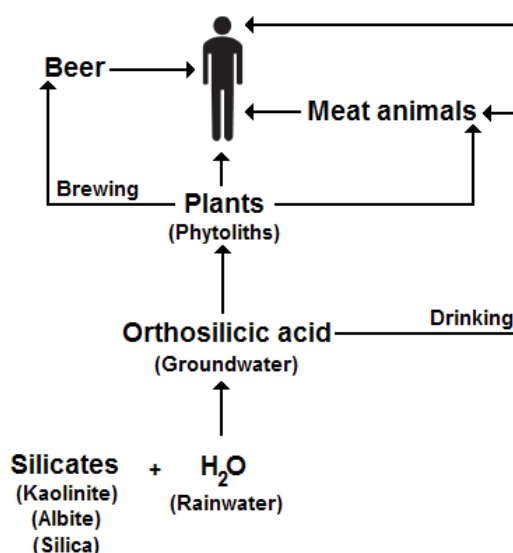 Beer
Meat animals
Brewing
Plants
(Phytoliths)
Orthosilicic acid
Drinking
(Groundwater)
Silicates + H₂O
(Kaolinite)
(Rainwater)
(Albite)
(Silica)